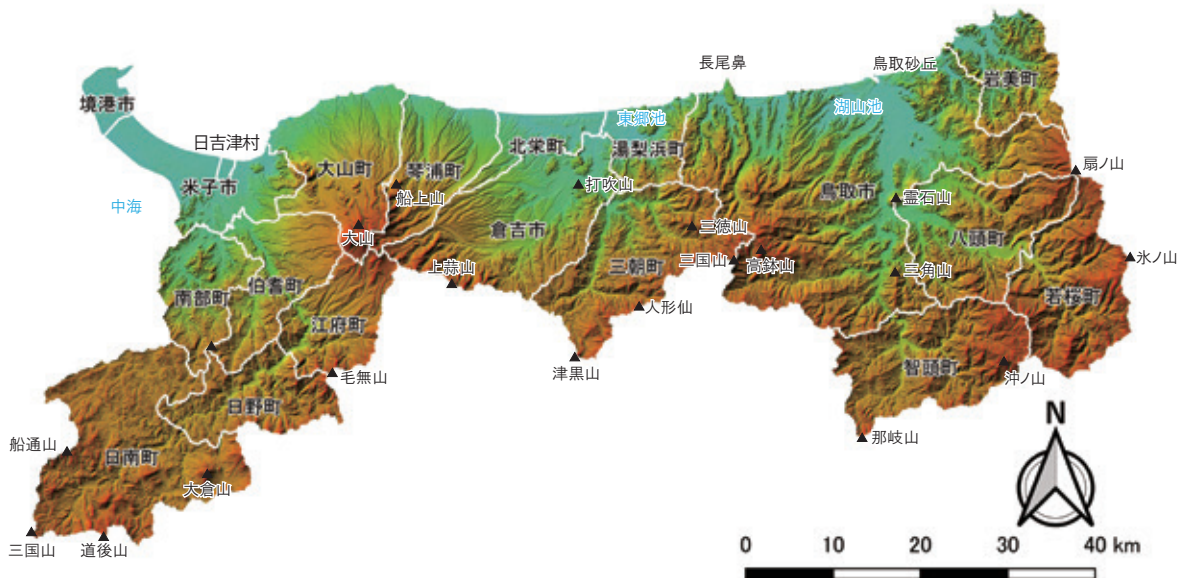 長尾鼻
鳥取砂丘
岩美町
境港市
湖山池
東郷池
日吉津村
北栄町
湯梨浜町
大山町
琴浦町
扇ノ山
米子市
船上山
打吹山
鳥取市
霊石山
中海
大山
倉吉市
三徳山
八頭町
上蒜山
三朝町
三国山
高鉢山
氷ノ山
三角山
南部町
伯耆町
若桜町
人形仙
江府町
津黒山
智頭町
沖ノ山
毛無山
日野町
N
船通山
日南町
那岐山
大倉山
三国山
道後山
0 10 20 30 40 km